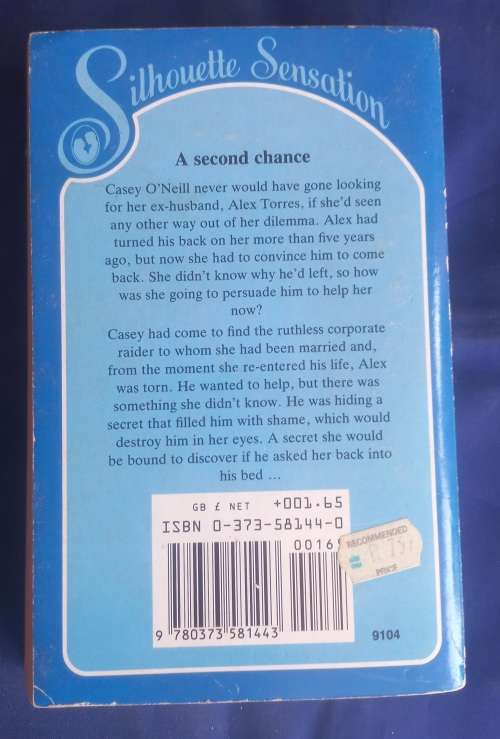 Silhouette Sensation
A second chance
Casey O'Neill never would have gone looking
for her ex-husband, Alex Torres, if she'd seen
any other way out of her dilemma. Alex had
turned his back on her more than five years
ago, but now she had to convince him to come
back. She didn't know why he'd left, so how
was she going to persuade him to help her
now?
Casey had come to find the ruthless corporate
raider to whom she had been married and,
from the moment she re-entered his life, Alex
was torn. He wanted to help, but there was
something she didn't know. He was hiding a
secret that filled him with shame, which would
destroy him in her eyes. A secret she would
be bound to discover if he asked her back into
his bed ...
GB £ NET +001.65
ISBN 0-373-58144-0
0016
RECOMMENDED
PRICE
9 780373 581443
9104